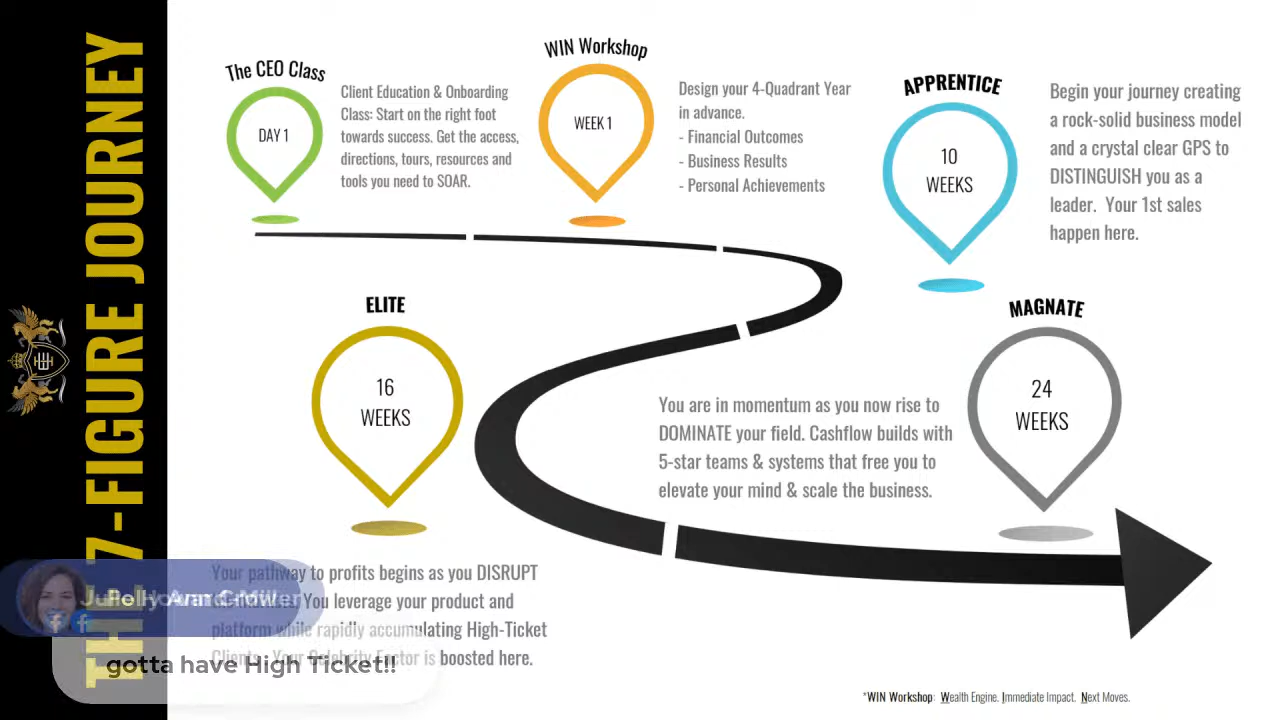 THE 7-FIGURE JOURNEY
The CEO Class
DAY 1
Client Education & Onboarding
Class: Start on the right foot
towards success. Get the access,
directions, tours, resources and
tools you need to SOAR.
WIN Workshop
WEEK 1
Design your 4-Quadrant Year
in advance.
- Financial Outcomes
- Business Results
- Personal Achievements
APPRENTICE
10
WEEKS
Begin your journey creating
a rock-solid business model
and a crystal clear GPS to
DISTINGUISH you as a
leader. Your 1st sales
happen here.
ELITE
16
WEEKS
Your pathway to profits begins as you DISRUPT
You leverage your product and
platform while rapidly accumulating High-Ticket
Clients. Your Celebrity Factor is boosted here.
MAGNATE
24
WEEKS
You are in momentum as you now rise to
DOMINATE your field. Cashflow builds with
5-star teams & systems that free you to
elevate your mind & scale the business.
gotta have High Ticket!!
*WIN Workshop: Wealth Engine. Immediate Impact. Next Moves.